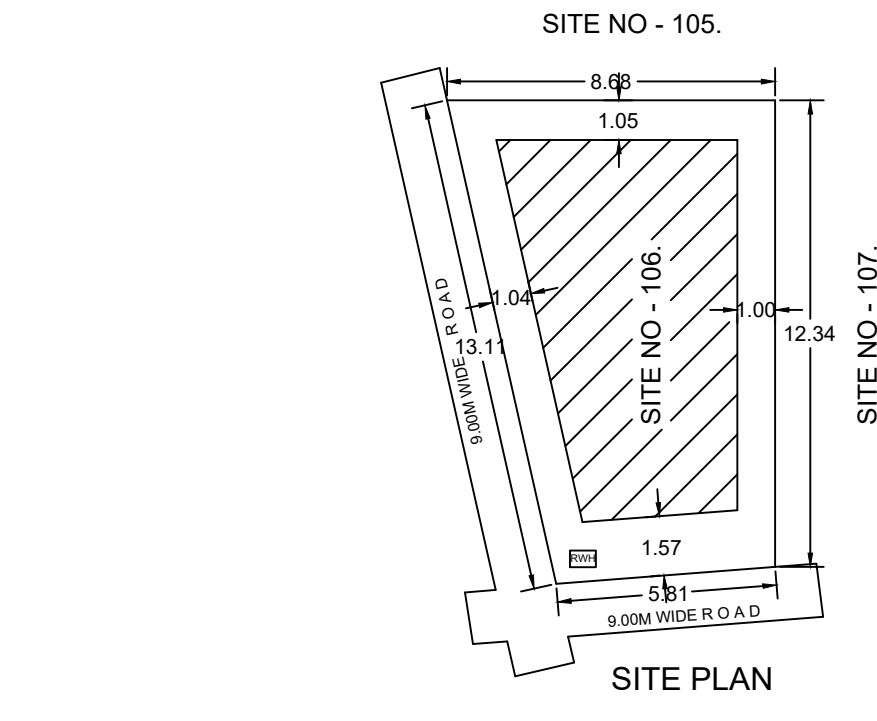 SITE NO - 105.
8.68
1.05
SITE NO - 106.
1.04
1.00
12.34
SITE NO - 107.
13.11
9.00M WIDE R O A D
1.57
RWH
5.81
9.00M WIDE R O A D
SITE PLAN